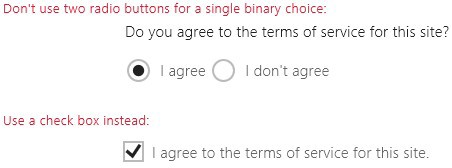 Don't use two radio buttons for a single binary choice:
Do you agree to the terms of service for this site?
I agree I don't agree
Use a check box instead:
I agree to the terms of service for this site.